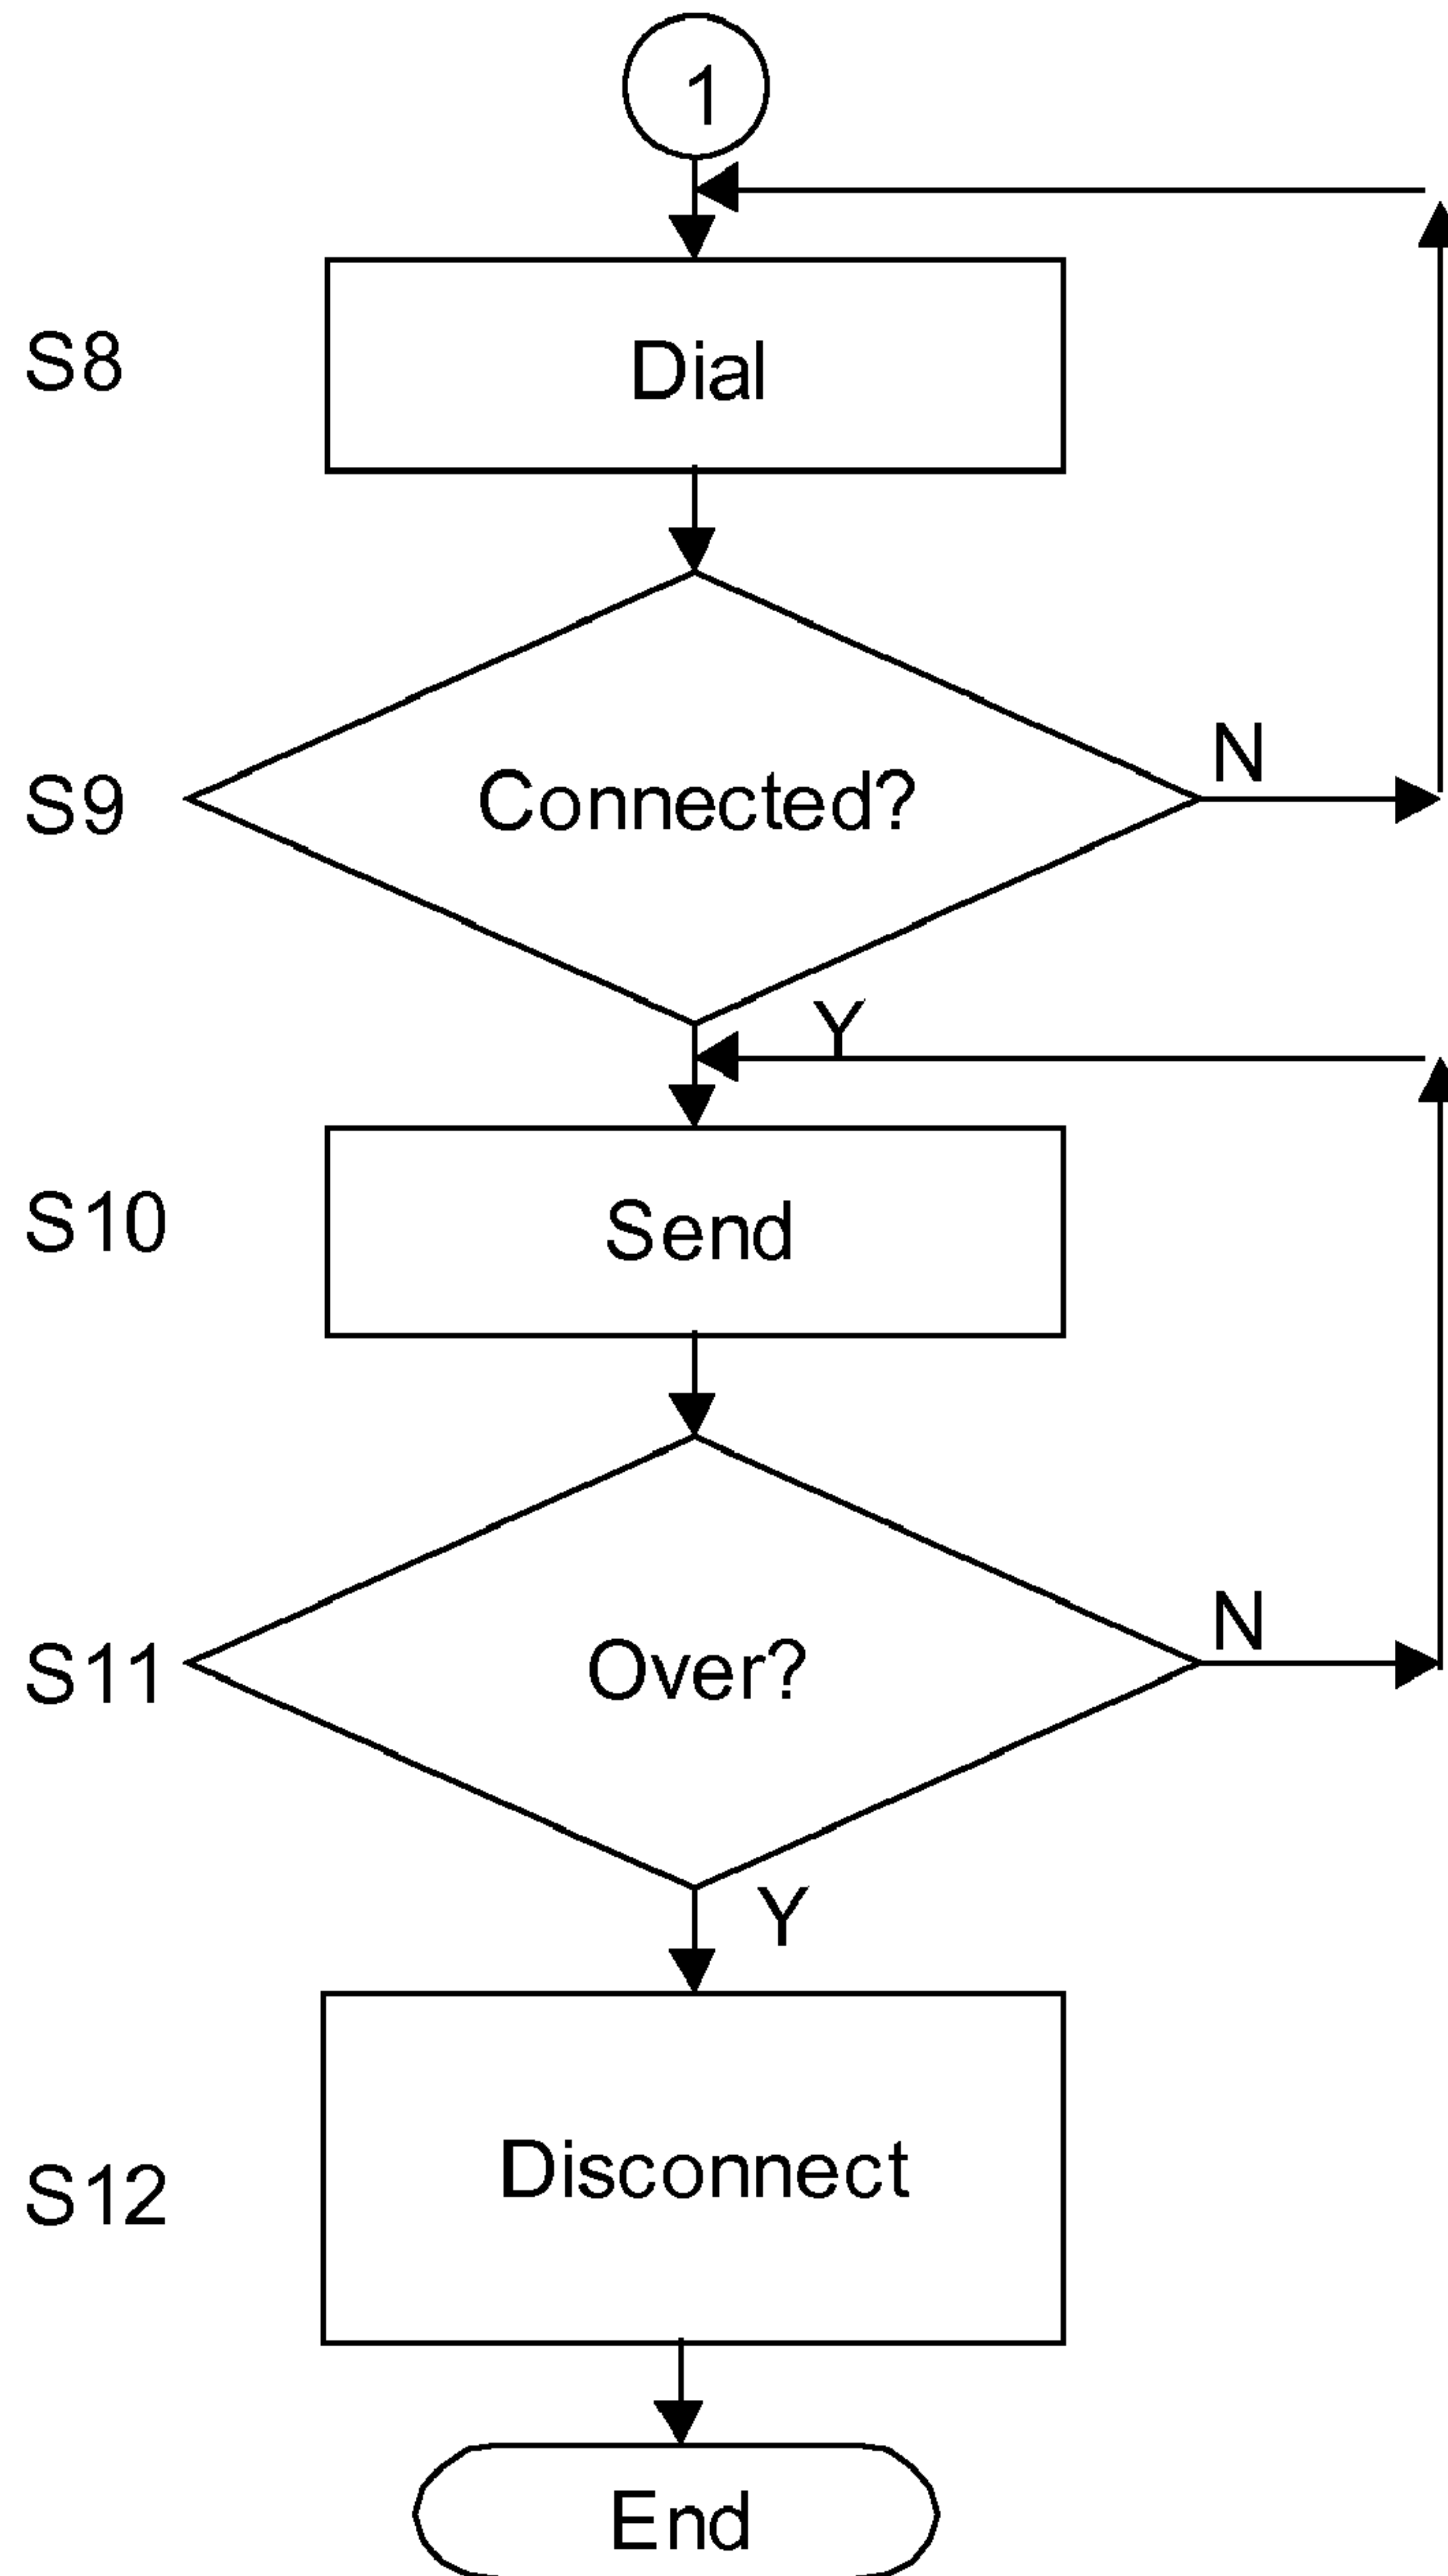 1
S8
Dial
S9
Connected?
N
Y
S10
Send
S11
Over?
N
Y
S12
Disconnect
End